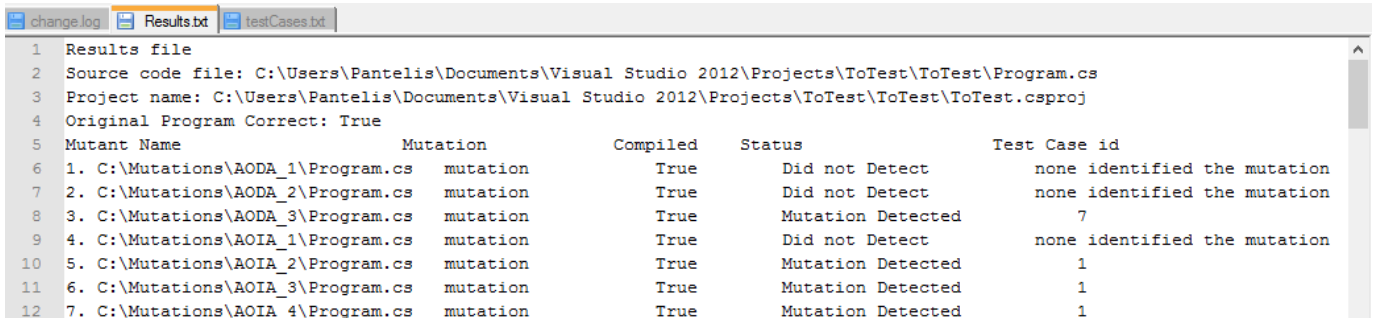 change.log Results.txt testCases.txt
1 Results file
2 Source code file: C:\Users\Pantelis\Documents\Visual Studio 2012\Projects\ToTest\ToTest\Program.cs
3 Project name: C:\Users\Pantelis\Documents\Visual Studio 2012\Projects\ToTest\ToTest\ToTest.csproj
4 Original Program Correct: True
5 Mutant Name Mutation Compiled Status Test Case id
6 1. C:\Mutations\AODA_1\Program.cs mutation True Did not Detect none identified the mutation
7 2. C:\Mutations\AODA_2\Program.cs mutation True Did not Detect none identified the mutation
8 3. C:\Mutations\AODA_3\Program.cs mutation True Mutation Detected 7
9 4. C:\Mutations\AOIA_1\Program.cs mutation True Did not Detect none identified the mutation
10 5. C:\Mutations\AOIA_2\Program.cs mutation True Mutation Detected 1
11 6. C:\Mutations\AOIA_3\Program.cs mutation True Mutation Detected 1
12 7. C:\Mutations\AOIA_4\Program.cs mutation True Mutation Detected 1